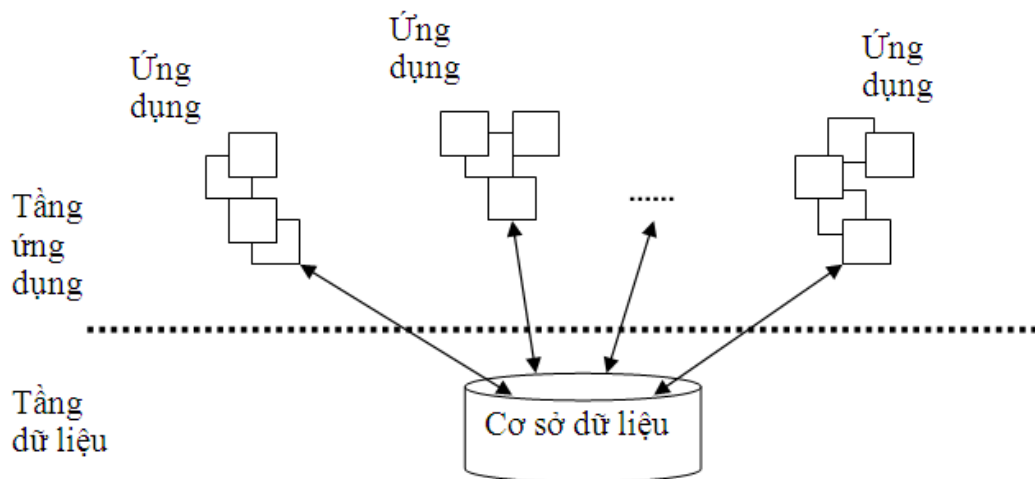 Ứng
dụng
Ứng
dụng
Ứng
dụng
Tầng
ứng
dụng
........
Tầng
dữ liệu
Cơ sở dữ liệu